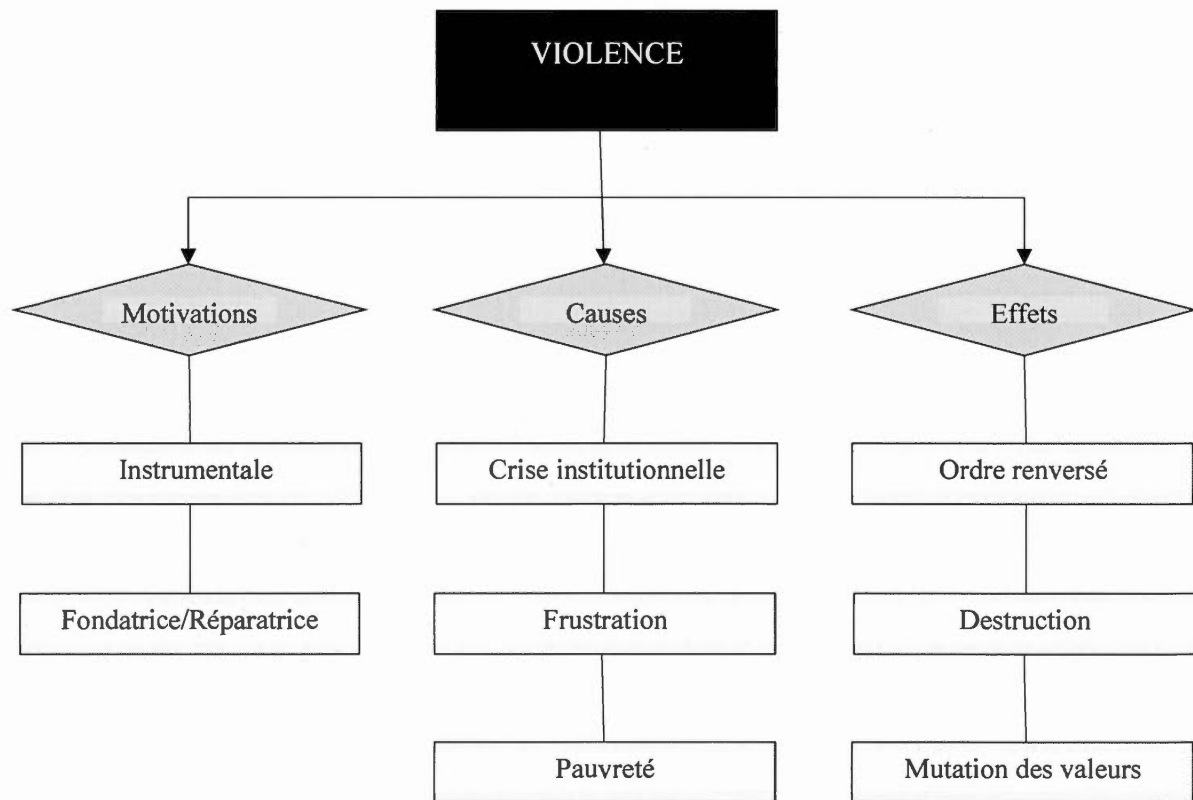 VIOLENCE
Motivations
Causes
Effets
Instrumentale
Crise institutionnelle
Ordre renversé
Fondatrice/Réparatrice
Frustration
Destruction
Pauvreté
Mutation des valeurs